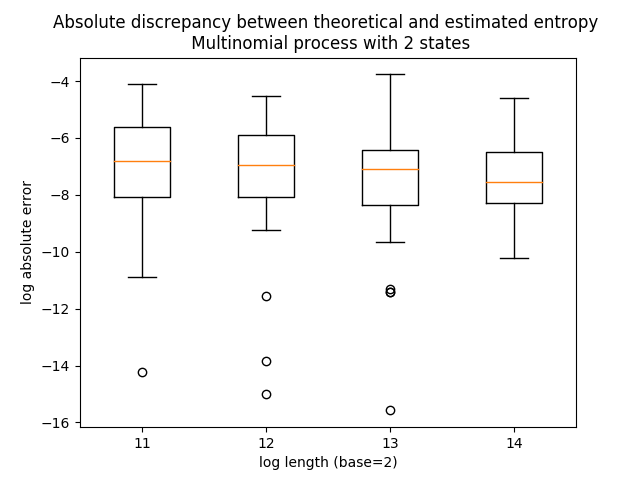 Absolute discrepancy between theoretical and estimated entropy
Multinomial process with 2 states
log absolute error
−4
−6
−8
−10
−12
−14
−16
11 12 13 14
log length (base=2)